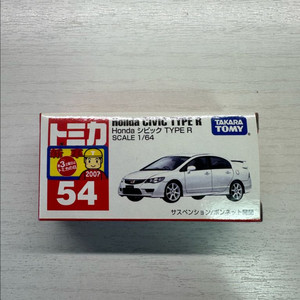 Honda CIVIC TYPE R
Honda シビック TYPE R
SCALE 1/64
TAKARA
TOMY
トミカ
2007
54
サスペンション/ボンネット開閉